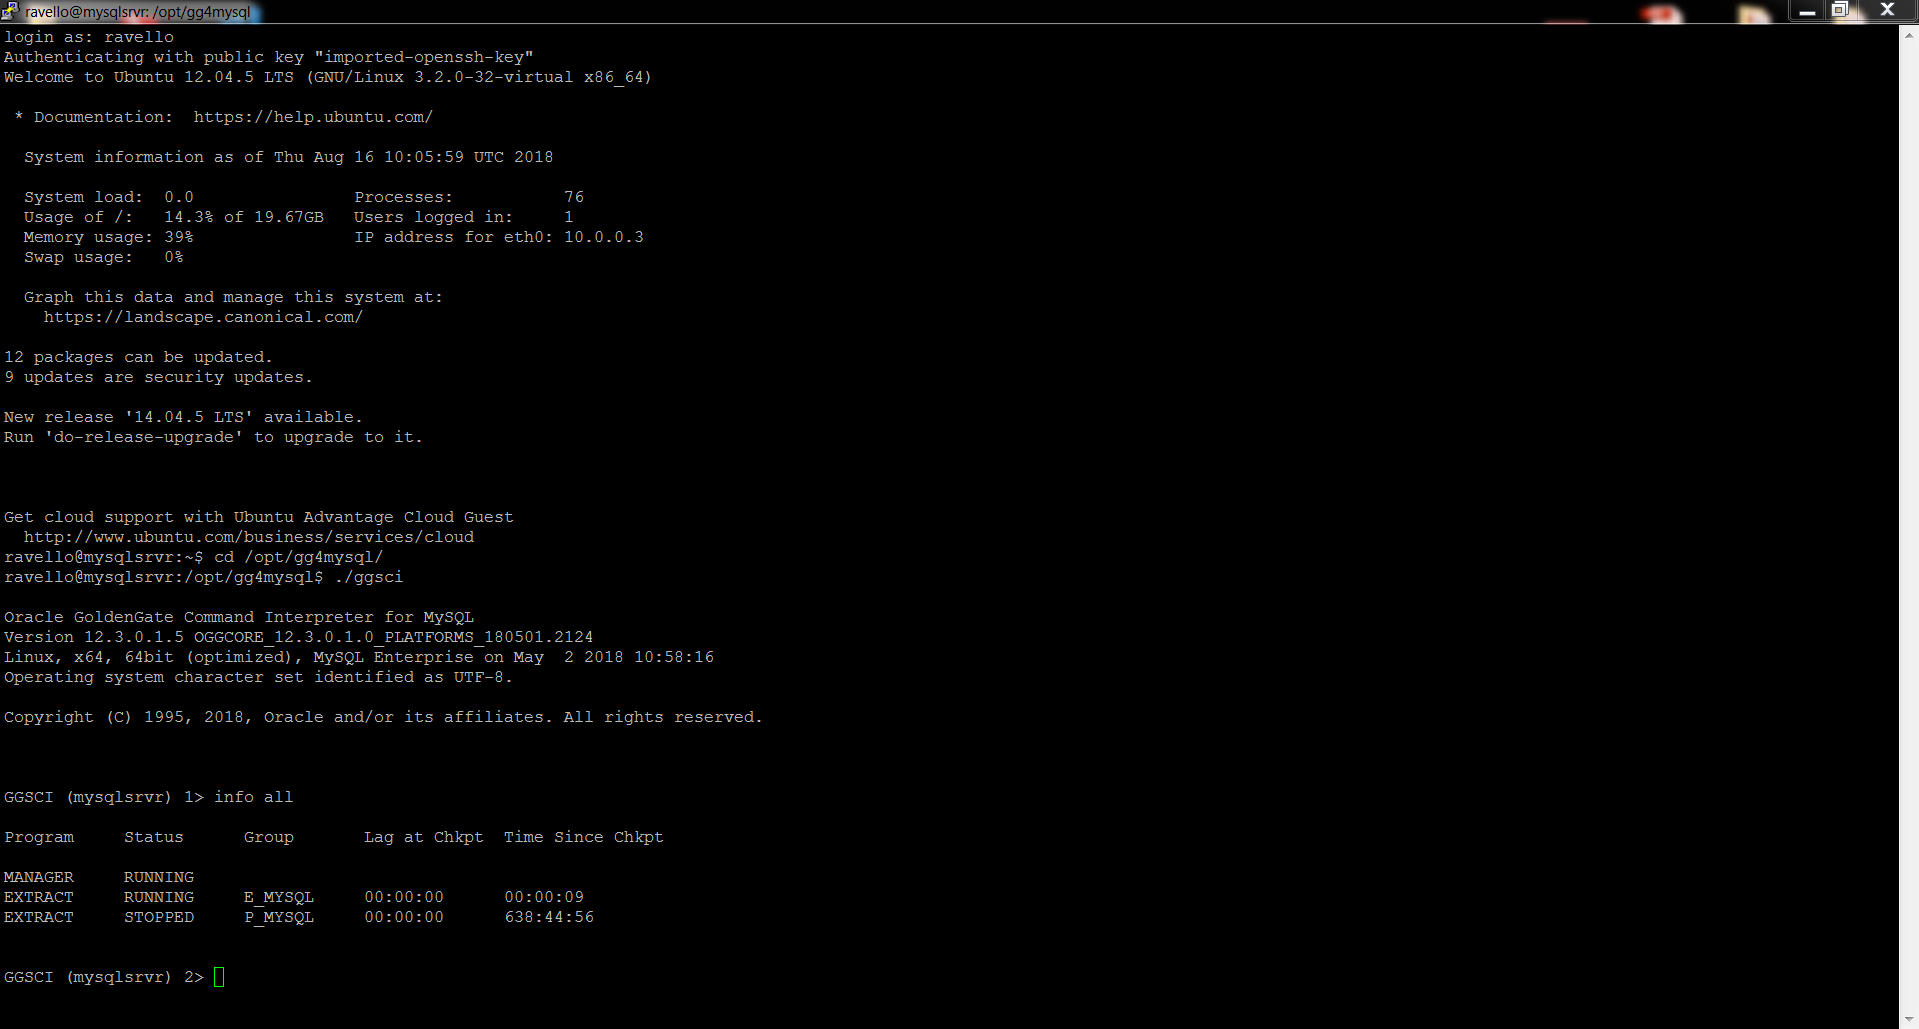 ravello@mysqlsrvr: /opt/gg4mysql
login as: ravello
Authenticating with public key "imported-openssh-key"
Welcome to Ubuntu 12.04.5 LTS (GNU/Linux 3.2.0-32-virtual x86_64)
* Documentation:  https://help.ubuntu.com/
System information as of Thu Aug 16 10:05:59 UTC 2018
System load:  0.0                Processes:           76
Usage of /:   14.3% of 19.67GB   Users logged in:     1
Memory usage: 39%                IP address for eth0: 10.0.0.3
Swap usage:   0%
Graph this data and manage this system at:
https://landscape.canonical.com/
12 packages can be updated.
9 updates are security updates.
New release '14.04.5 LTS' available.
Run 'do-release-upgrade' to upgrade to it.
Get cloud support with Ubuntu Advantage Cloud Guest
http://www.ubuntu.com/business/services/cloud
ravello@mysqlsrvr:~$ cd /opt/gg4mysql/
ravello@mysqlsrvr:/opt/gg4mysql$ ./ggsci
Oracle GoldenGate Command Interpreter for MySQL
Version 12.3.0.1.5 OGGCORE_12.3.0.1.0_PLATFORMS_180501.2124
Linux, x64, 64bit (optimized), MySQL Enterprise on May  2 2018 10:58:16
Operating system character set identified as UTF-8.
Copyright (C) 1995, 2018, Oracle and/or its affiliates. All rights reserved.
GGSCI (mysqlsrvr) 1> info all
Program     Status      Group       Lag at Chkpt  Time Since Chkpt
MANAGER     RUNNING
EXTRACT     RUNNING     E_MYSQL     00:00:00      00:00:09
EXTRACT     STOPPED     P_MYSQL     00:00:00      638:44:56
GGSCI (mysqlsrvr) 2>